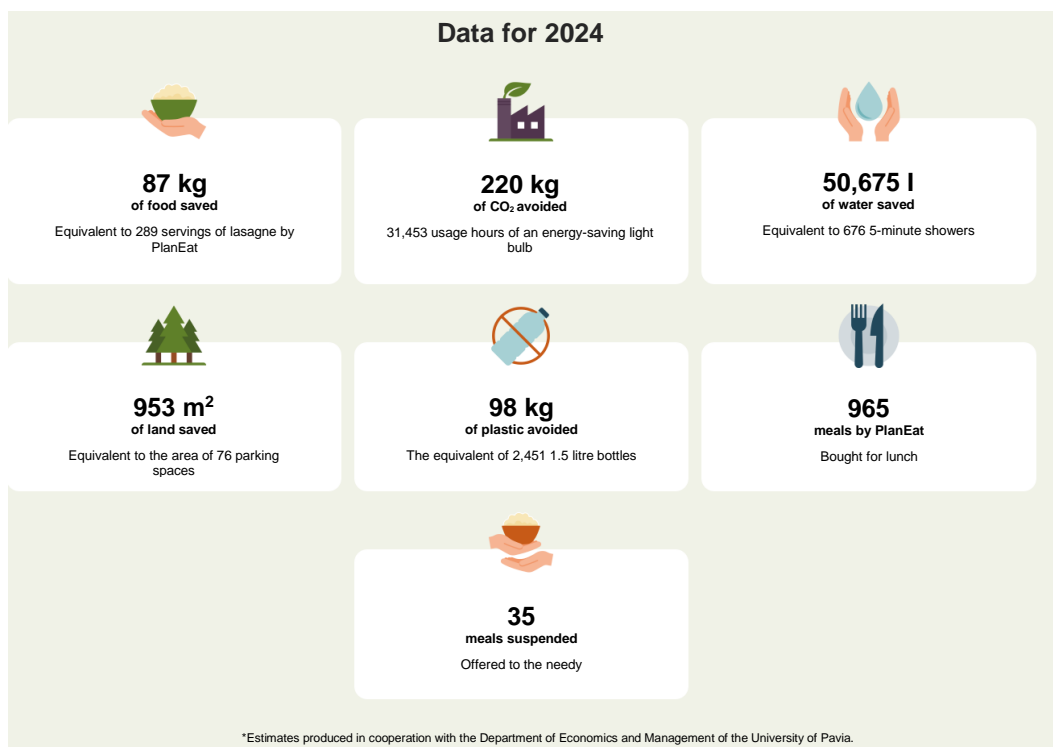 Data for 2024
87 kg
of food saved
Equivalent to 289 servings of lasagne by
PlanEat
220 kg
of CO₂ avoided
31,453 usage hours of an energy-saving light
bulb
50,675 l
of water saved
Equivalent to 676 5-minute showers
953 m²
of land saved
Equivalent to the area of 76 parking
spaces
98 kg
of plastic avoided
The equivalent of 2,451 1.5 litre bottles
965
meals by PlanEat
Bought for lunch
35
meals suspended
Offered to the needy
*Estimates produced in cooperation with the Department of Economics and Management of the University of Pavia.